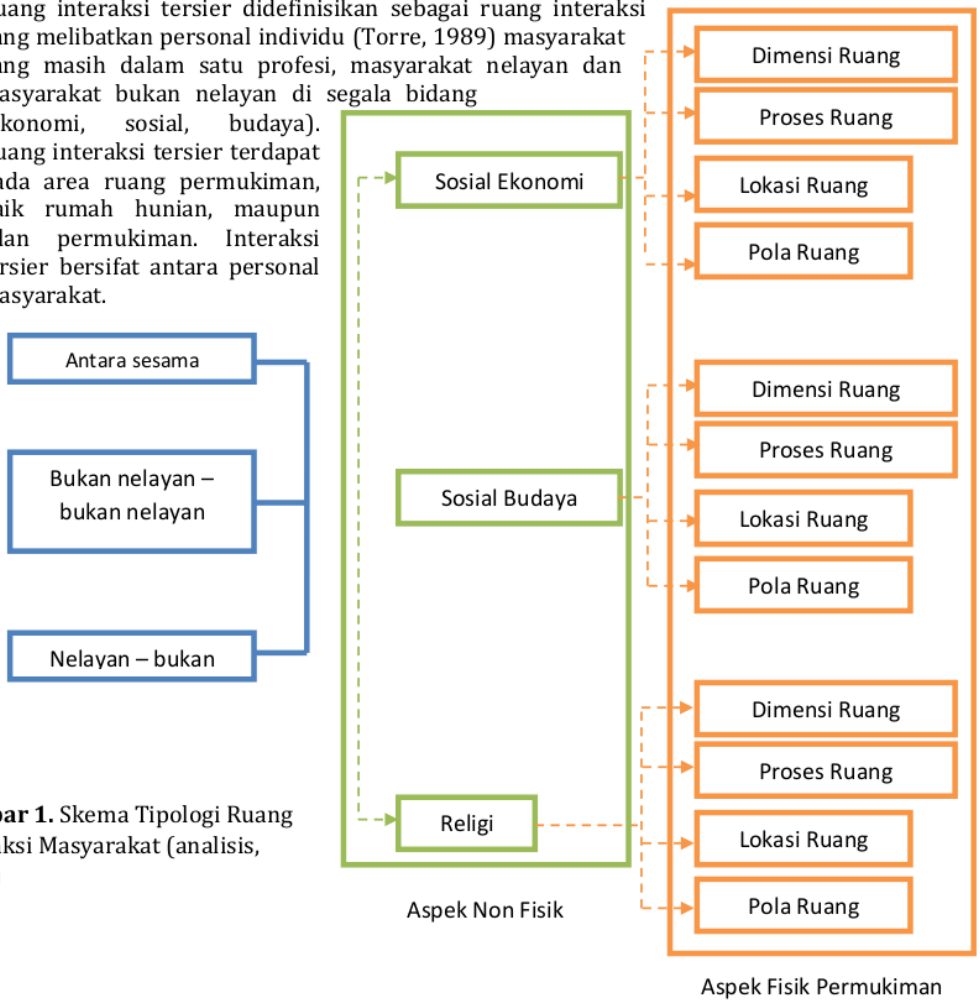 uang interaksi tersier didefinisikan sebagai ruang interaksi
ang melibatkan personal individu (Torre, 1989) masyarakat
ang masih dalam satu profesi, masyarakat nelayan dan
asyarakat bukan nelayan di segala bidang
konomi, sosial, budaya).
uang interaksi tersier terdapat
ada area ruang permukiman,
aik rumah hunian, maupun
lan permukiman. Interaksi
rsier bersifat antara personal
asyarakat.
Antara sesama
Bukan nelayan –
bukan nelayan
Nelayan – bukan
bar 1. Skema Tipologi Ruang
aksi Masyarakat (analisis,
Sosial Ekonomi
Sosial Budaya
Religi
Aspek Non Fisik
Dimensi Ruang
Proses Ruang
Lokasi Ruang
Pola Ruang
Dimensi Ruang
Proses Ruang
Lokasi Ruang
Pola Ruang
Dimensi Ruang
Proses Ruang
Lokasi Ruang
Pola Ruang
Aspek Fisik Permukiman